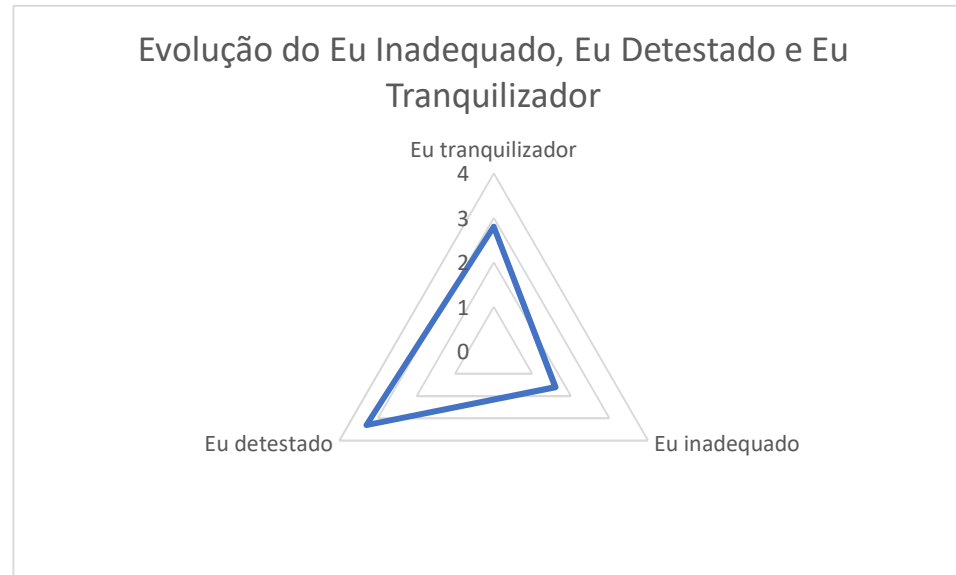 Evolução do Eu Inadequado, Eu Detestado e Eu
Tranquilizador
Eu tranquilizador
4
3
2
1
0
Eu detestado
Eu inadequado